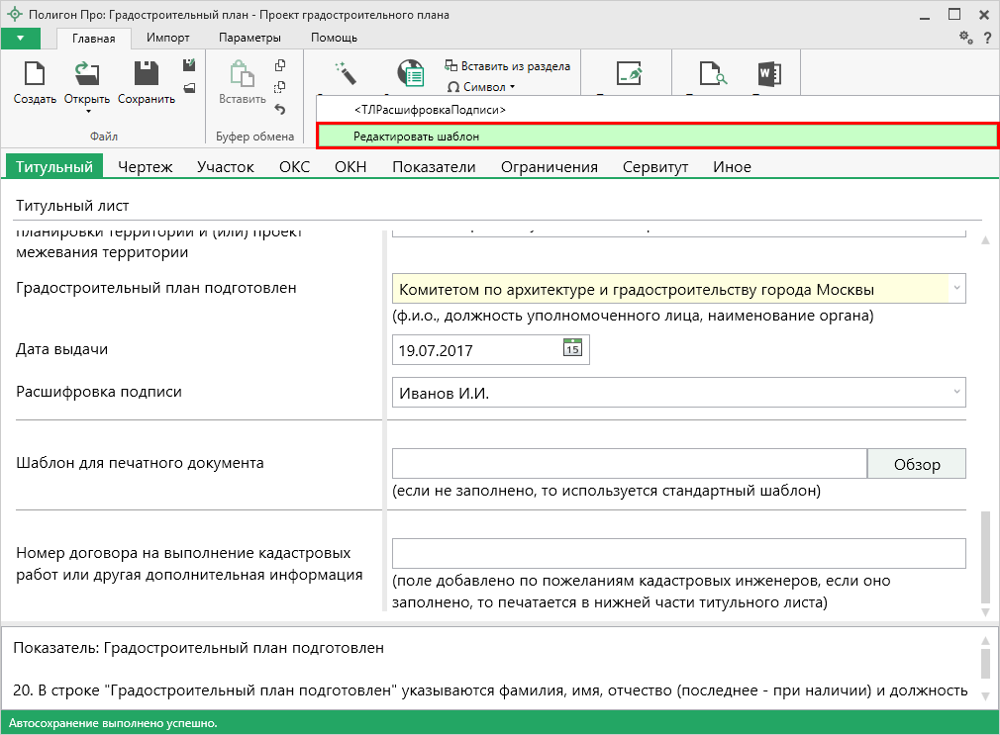 Полигон Про: Градостроительный план - Проект градостроительного плана
Главная Импорт Параметры Помощь
?
Создать Открыть Сохранить
Вставить
Вставить из раздела
Ω Символ
Файл
Буфер обмена
<ТЛРасшифровкаПодписи>
Редактировать шаблон
Титульный Чертеж Участок ОКС ОКН Показатели Ограничения Сервитут Иное
Титульный лист
планировки территории и (или) проект
межевания территории
Градостроительный план подготовлен
Комитетом по архитектуре и градостроительству города Москвы
(ф.и.о., должность уполномоченного лица, наименование органа)
Дата выдачи
19.07.2017
15
Расшифровка подписи
Иванов И.И.
Шаблон для печатного документа
Обзор
(если не заполнено, то используется стандартный шаблон)
Номер договора на выполнение кадастровых
работ или другая дополнительная информация
(поле добавлено по пожеланиям кадастровых инженеров, если оно
заполнено, то печатается в нижней части титульного листа)
Показатель: Градостроительный план подготовлен
20. В строке "Градостроительный план подготовлен" указываются фамилия, имя, отчество (последнее - при наличии) и должность
Автосохранение выполнено успешно.